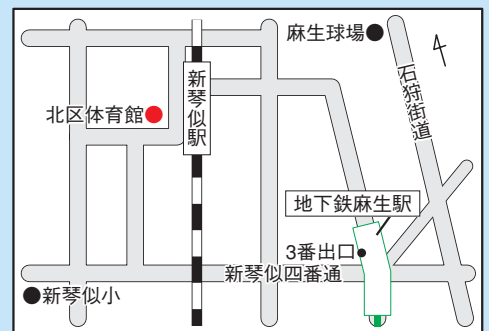 麻生球場
石狩街道
新琴似駅
北区体育館
地下鉄麻生駅
3番出口
新琴似四番通
新琴似小